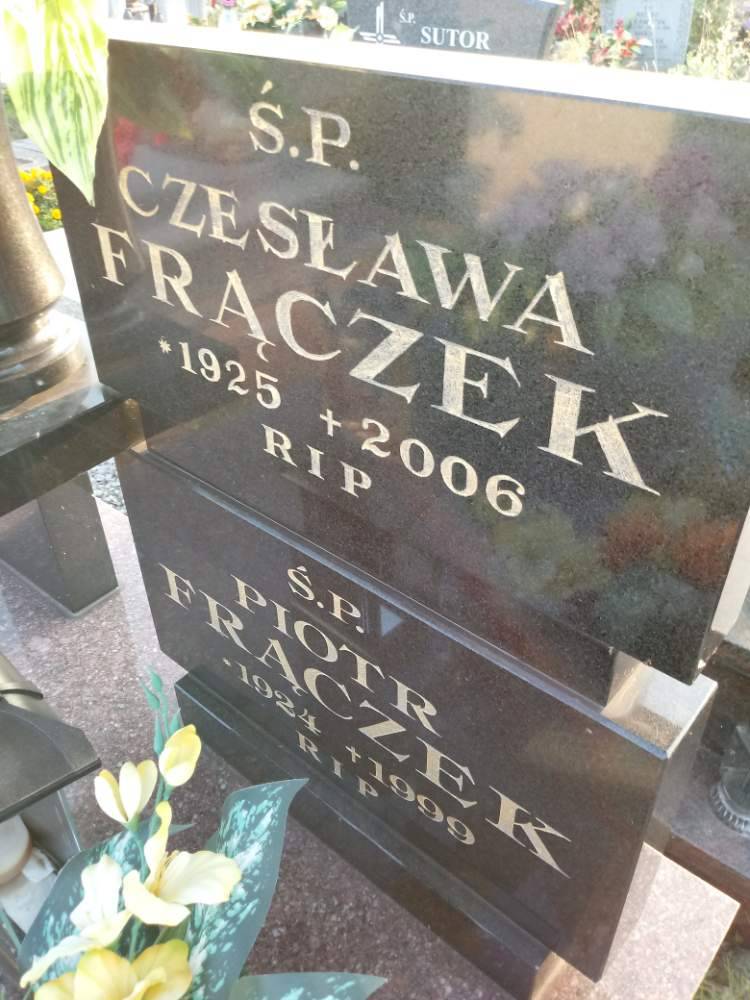 Ś.P.
SUTOR
Ś.P.
CZESŁAWA
FRĄCZEK
*1925 +2006
RIP
Ś.P.
PIOTR
FRĄCZEK
*1924 +1999
RIP